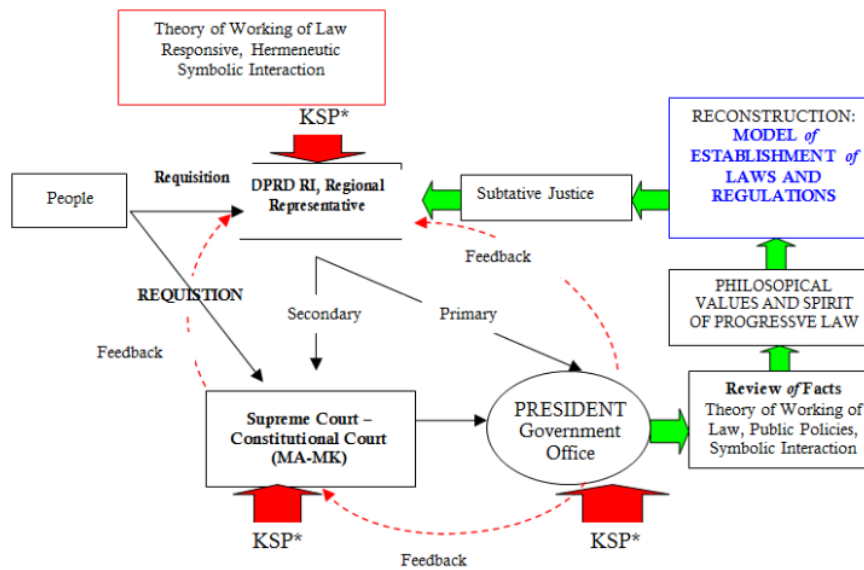 Theory of Working of Law
Responsive, Hermeneutic
Symbolic Interaction
KSP*
RECONSTRUCTION:
MODEL of
ESTABLISHMENT of
LAWS AND
REGULATIONS
People
Requisition
DPRD RI, Regional
Representative
Subtative Justice
Feedback
REQUISTION
Secondary
Primary
PHILOSOPICAL
VALUES AND SPIRIT
OF PROGRESSVE LAW
Feedback
Supreme Court –
Constitutional Court
(MA-MK)
PRESIDENT
Government
Office
Review of Facts
Theory of Working of
Law, Public Policies,
Symbolic Interaction
KSP*
KSP*
Feedback